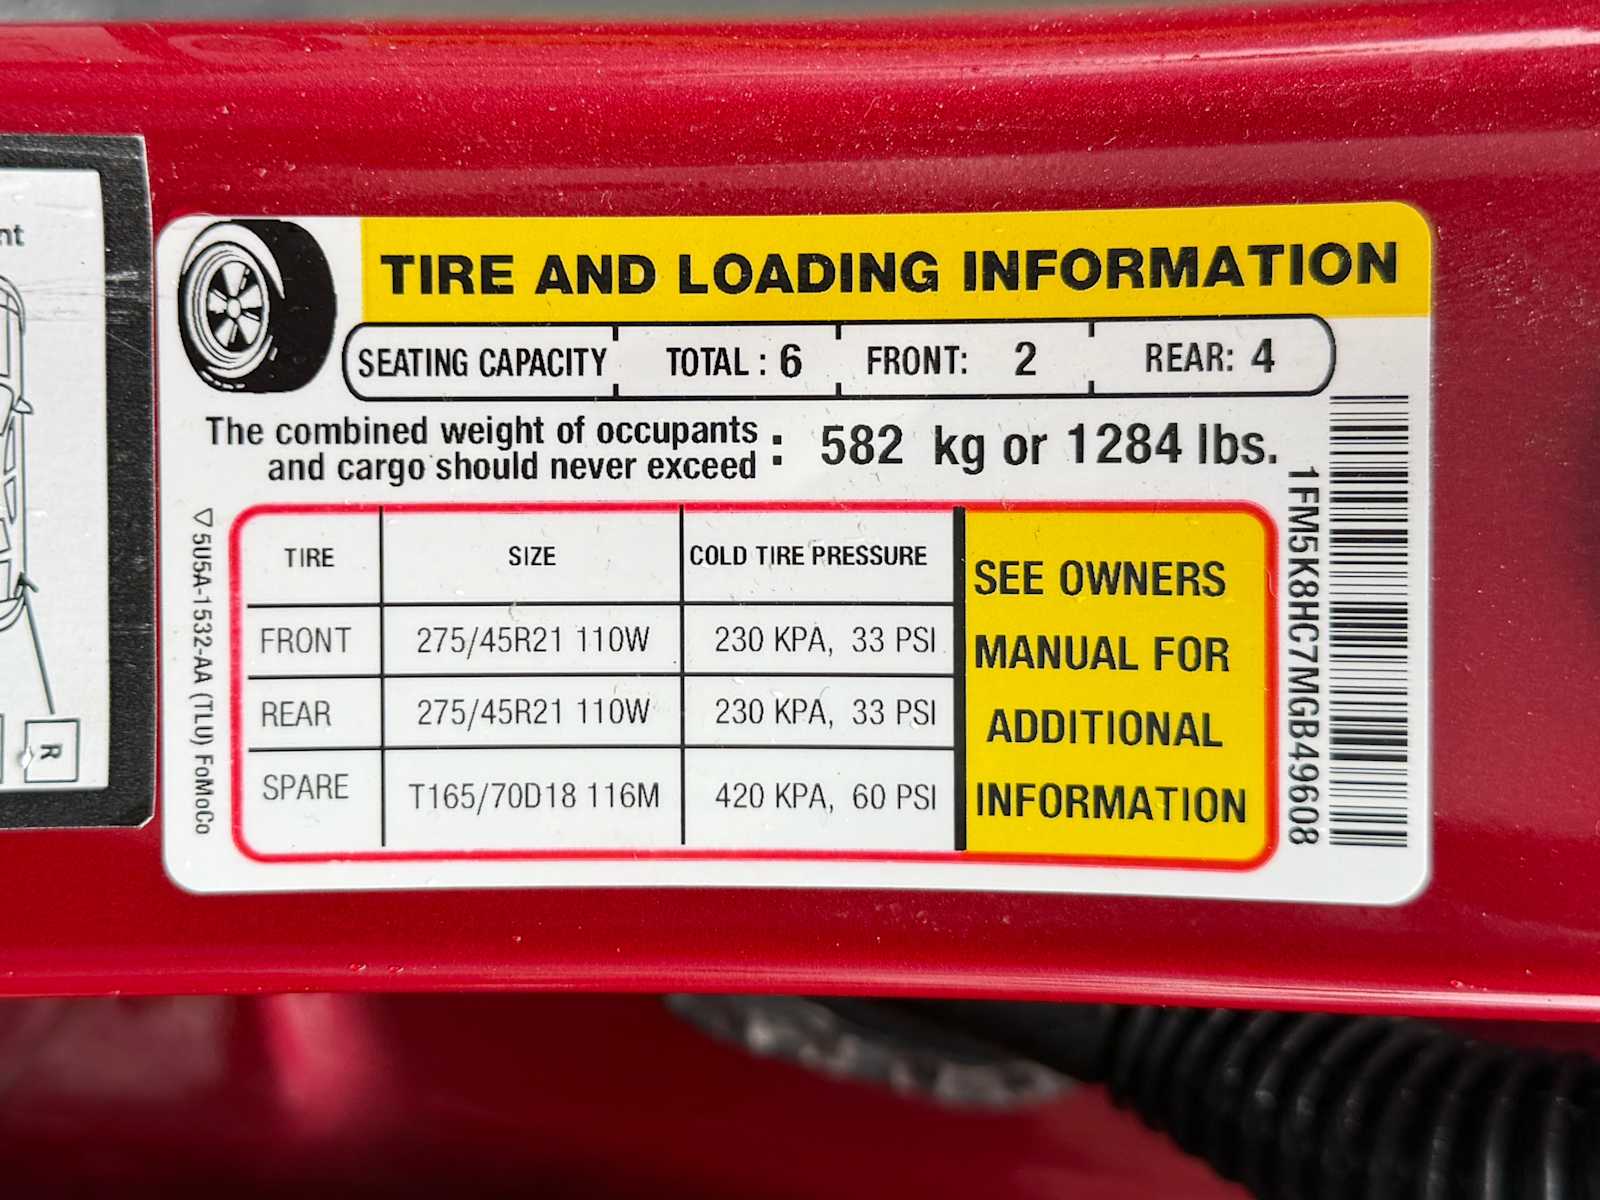 nt
R
TIRE AND LOADING INFORMATION
SEATING CAPACITY TOTAL : 6 FRONT: 2 REAR: 4
The combined weight of occupants
and cargo should never exceed : 582 kg or 1284 lbs.
TIRE SIZE COLD TIRE PRESSURE
FRONT 275/45R21 110W 230 KPA, 33 PSI
REAR 275/45R21 110W 230 KPA, 33 PSI
SPARE T165/70D18 116M 420 KPA, 60 PSI
SEE OWNERS
MANUAL FOR
ADDITIONAL
INFORMATION
5U5A-1532-AA (TLU) FoMoCo
1FM5K8HC7MGB49608